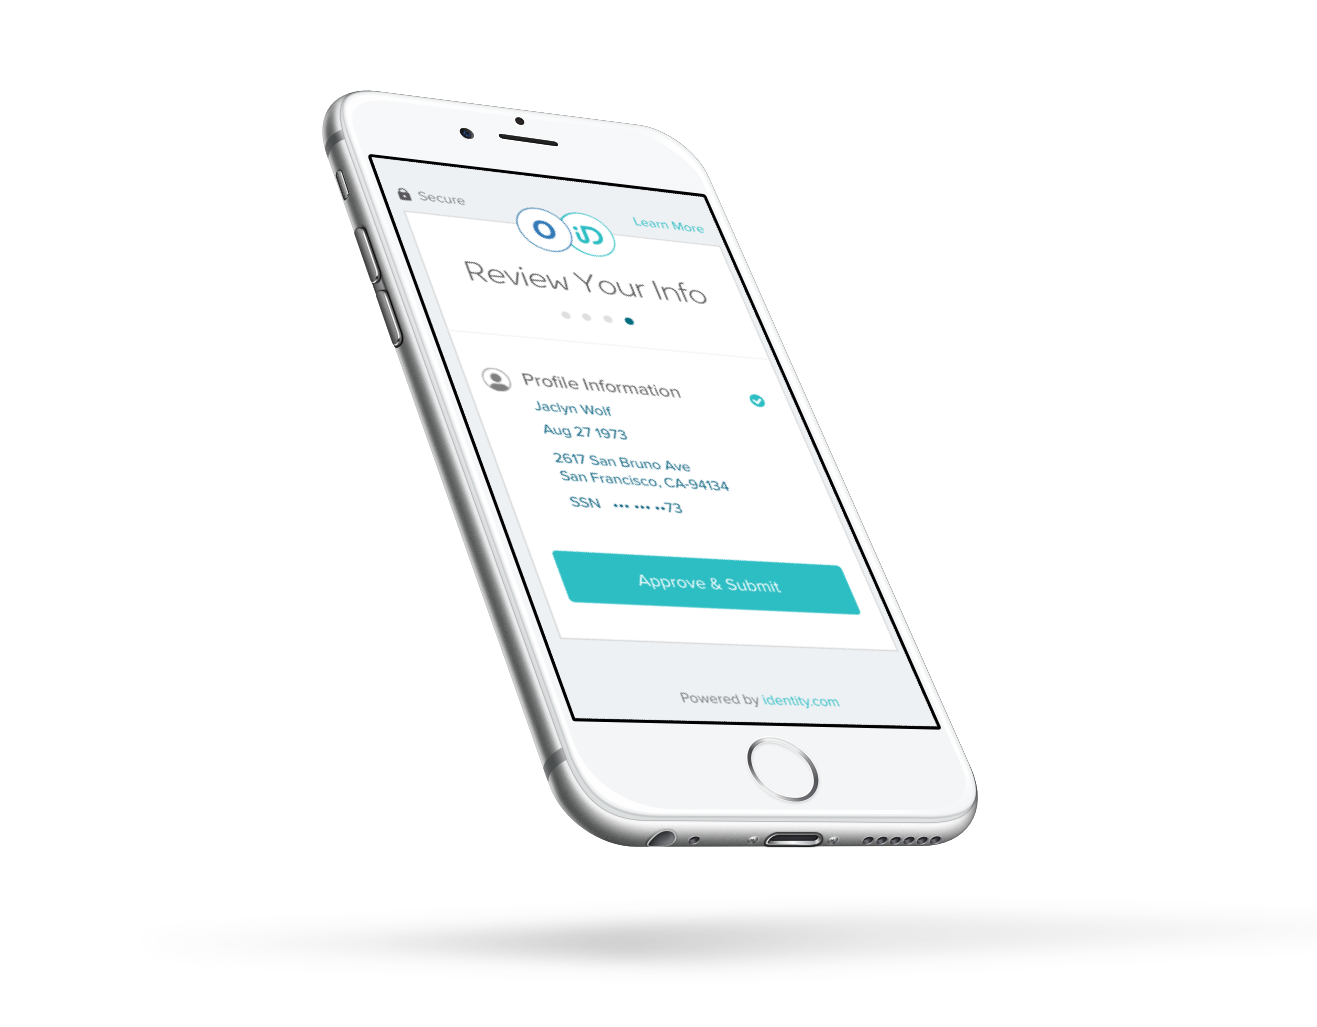 Secure
Learn More
O iD
Review Your Info
Profile Information
Jaclyn Wolf
Aug 27 1973
2617 San Bruno Ave
San Francisco, CA-94134
SSN ••• ••• ••73
Approve & Submit
Powered by identity.com